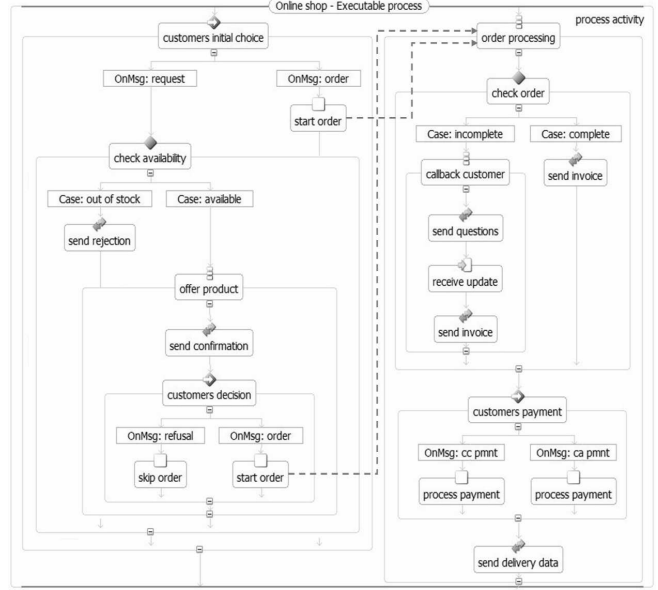 Online shop - Executable process
process activity
customers initial choice
OnMsg: request
OnMsg: order
start order
check availability
Case: out of stock
Case: available
send rejection
offer product
send confirmation
customers decision
OnMsg: refusal
OnMsg: order
skip order
start order
order processing
check order
Case: incomplete
Case: complete
callback customer
send invoice
send questions
receive update
send invoice
customers payment
OnMsg: cc pmnt
OnMsg: ca pmnt
process payment
process payment
send delivery data